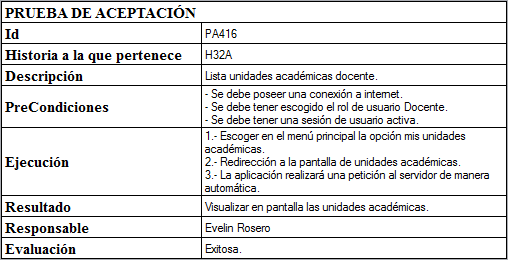 PRUEBA DE ACEPTACIÓN
Id PA416
Historia a la que pertenece H32A
Descripción Lista unidades académicas docente.
PreCondiciones
- Se debe poseer una conexión a internet.
- Se debe tener escogido el rol de usuario Docente.
- Se debe tener una sesión de usuario activa.
Ejecución
1.- Escoger en el menú principal la opción mis unidades
académicas.
2.- Redirección a la pantalla de unidades académicas.
3.- La aplicación realizará una petición al servidor de manera
automática.
Resultado Visualizar en pantalla las unidades académicas.
Responsable Evelin Rosero
Evaluación Exitosa.